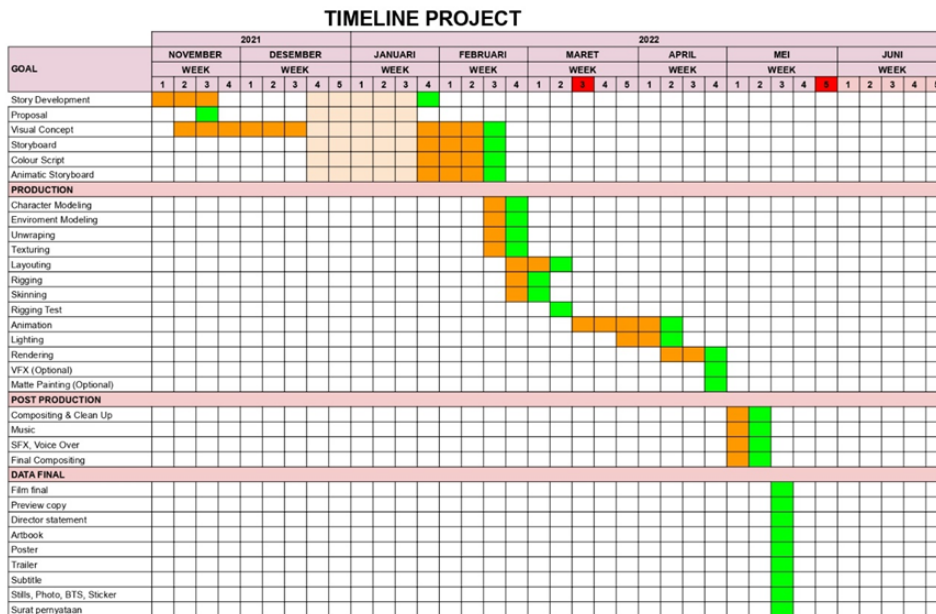 TIMELINE PROJECT
2021 2022
GOAL
NOVEMBER DESEMBER JANUARI FEBRUARI MARET APRIL MEI JUNI
WEEK WEEK WEEK WEEK WEEK WEEK WEEK WEEK
1 2 3 4 1 2 3 4 5 1 2 3 4 1 2 3 4 1 2 3 4 5 1 2 3 4 1 2 3 4 5 1 2 3 4
Story Development
Proposal
Visual Concept
Storyboard
Colour Script
Animatic Storyboard
PRODUCTION
Character Modeling
Enviroment Modeling
Unwraping
Texturing
Layouting
Rigging
Skinning
Rigging Test
Animation
Lighting
Rendering
VFX (Optional)
Matte Painting (Optional)
POST PRODUCTION
Compositing & Clean Up
Music
SFX, Voice Over
Final Compositing
DATA FINAL
Film final
Preview copy
Director statement
Artbook
Poster
Trailer
Subtitle
Stills, Photo, BTS, Sticker
Surat pernyataan